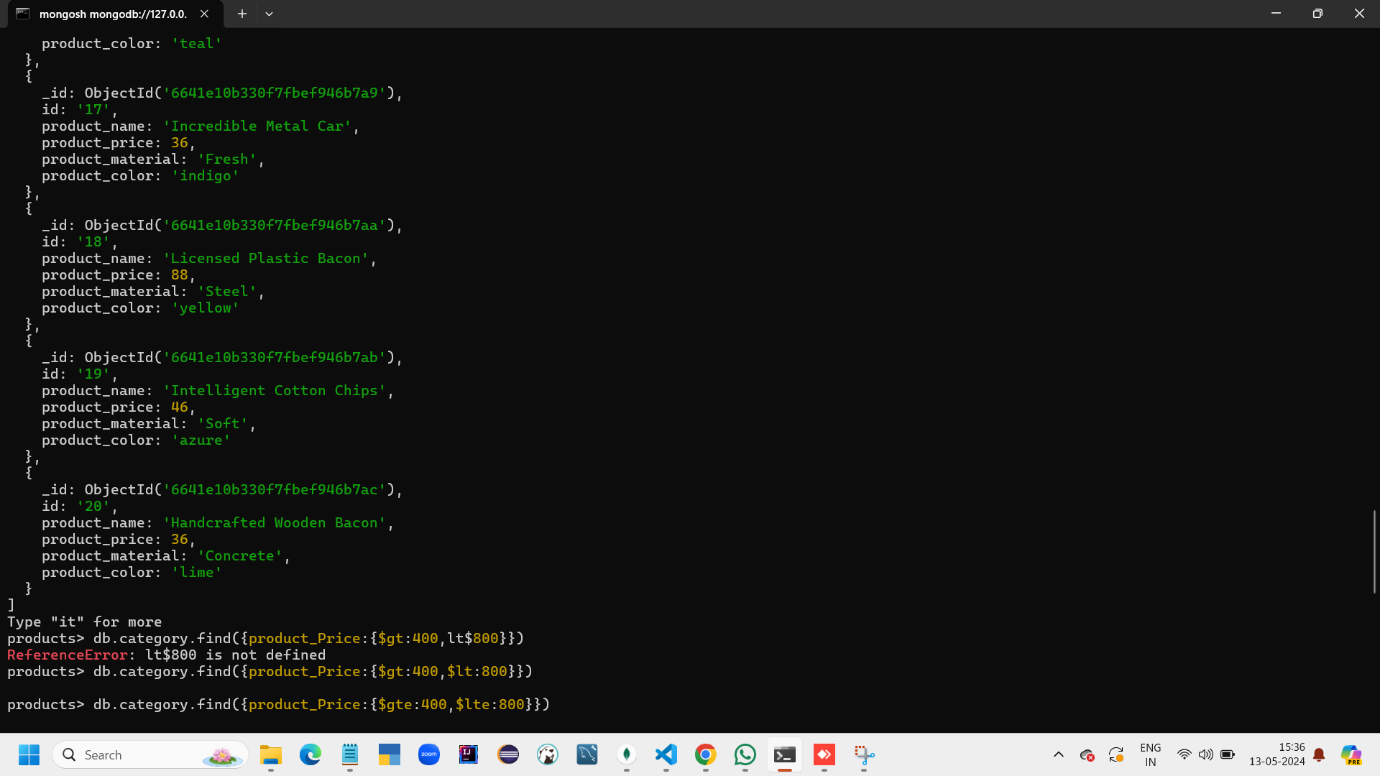 mongosh mongodb://127.0.0.
product_color: 'teal'
},
{
_id: ObjectId('6641e10b330f7fbef946b7a9'),
id: '17',
product_name: 'Incredible Metal Car',
product_price: 36,
product_material: 'Fresh',
product_color: 'indigo'
},
{
_id: ObjectId('6641e10b330f7fbef946b7aa'),
id: '18',
product_name: 'Licensed Plastic Bacon',
product_price: 88,
product_material: 'Steel',
product_color: 'yellow'
},
{
_id: ObjectId('6641e10b330f7fbef946b7ab'),
id: '19',
product_name: 'Intelligent Cotton Chips',
product_price: 46,
product_material: 'Soft',
product_color: 'azure'
},
{
_id: ObjectId('6641e10b330f7fbef946b7ac'),
id: '20',
product_name: 'Handcrafted Wooden Bacon',
product_price: 36,
product_material: 'Concrete',
product_color: 'lime'
}
]
Type "it" for more
products> db.category.find({product_Price:{$gt:400,lt$800}})
ReferenceError: lt$800 is not defined
products> db.category.find({product_Price:{$gt:400,$lt:800}})
products> db.category.find({product_Price:{$gte:400,$lte:800}})
Search
zoom
IJ
ENG
IN
15:36
13-05-2024
PRE